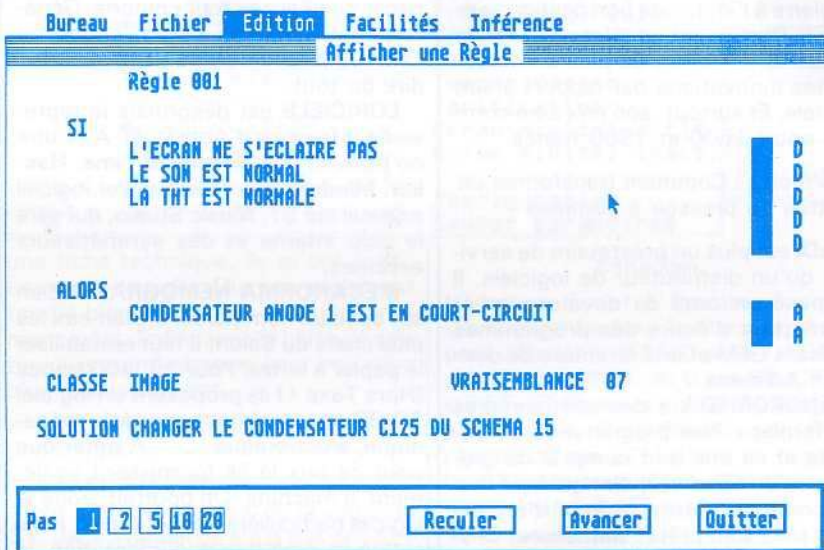 Bureau Fichier Edition Facilités Inférence
Afficher une Règle
Règle 001
SI
L'ECRAN NE S'ECLAIRE PAS
LE SON EST NORMAL
LA THT EST NORMALE
D
D
D
D
D
ALORS
CONDENSATEUR ANODE 1 EST EN COURT-CIRCUIT
A
A
CLASSE IMAGE VRAISEMBLANCE 07
SOLUTION CHANGER LE CONDENSATEUR C125 DU SCHEMA 15
Pas 1 2 5 10 20 Reculer Avancer Quitter